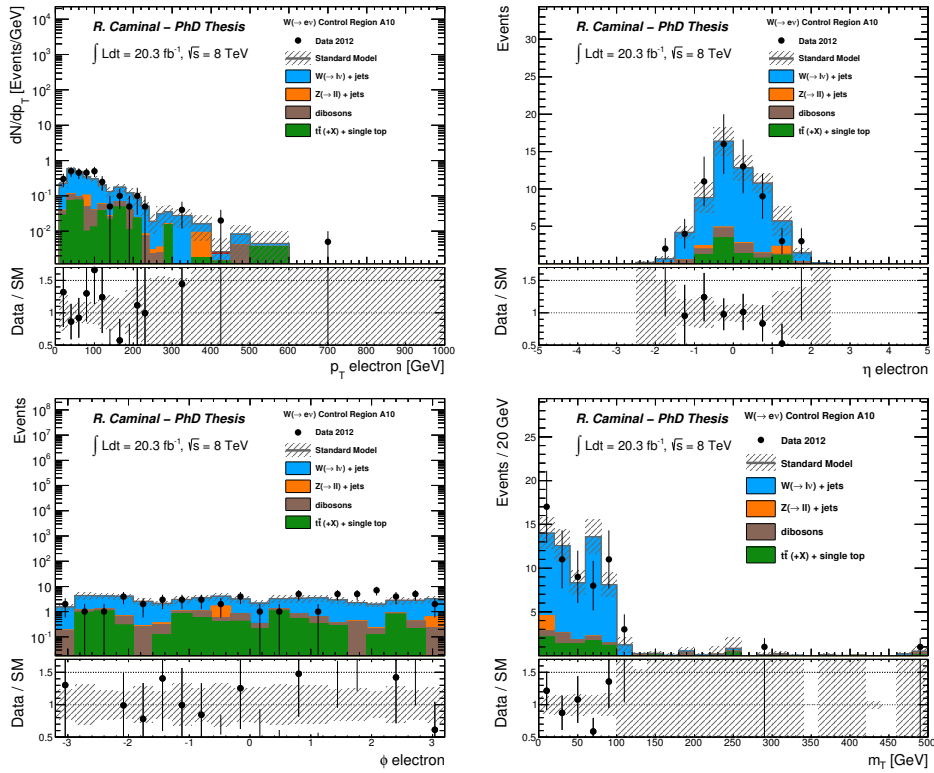 R. Caminal – PhD Thesis
W(→ eν) Control Region A10
∫ Ldt = 20.3 fb⁻¹, √s = 8 TeV
Data 2012
Standard Model
W(→ lν) + jets
Z(→ ll) + jets
dibosons
tt̄ (+X) + single top
dN/dp_T [Events/GeV]
10⁴
10³
10²
10
1
10⁻¹
10⁻²
Data / SM
1.5
1
0.5
0 100 200 300 400 500 600 700 800 900 1000
p_T electron [GeV]
R. Caminal – PhD Thesis
W(→ eν) Control Region A10
∫ Ldt = 20.3 fb⁻¹, √s = 8 TeV
Data 2012
Standard Model
W(→ lν) + jets
Z(→ ll) + jets
dibosons
tt̄ (+X) + single top
Events
30
25
20
15
10
5
0
Data / SM
1.5
1
0.5
-5 -4 -3 -2 -1 0 1 2 3 4 5
η electron
R. Caminal – PhD Thesis
W(→ eν) Control Region A10
∫ Ldt = 20.3 fb⁻¹, √s = 8 TeV
Data 2012
Standard Model
W(→ lν) + jets
Z(→ ll) + jets
dibosons
tt̄ (+X) + single top
Events
10⁸
10⁷
10⁶
10⁵
10⁴
10³
10²
10
1
10⁻¹
Data / SM
1.5
1
0.5
-3 -2 -1 0 1 2 3
ϕ electron
R. Caminal – PhD Thesis
W(→ eν) Control Region A10
∫ Ldt = 20.3 fb⁻¹, √s = 8 TeV
Data 2012
Standard Model
W(→ lν) + jets
Z(→ ll) + jets
dibosons
tt̄ (+X) + single top
Events / 20 GeV
25
20
15
10
5
0
Data / SM
1.5
1
0.5
0 50 100 150 200 250 300 350 400 450 500
m_T [GeV]